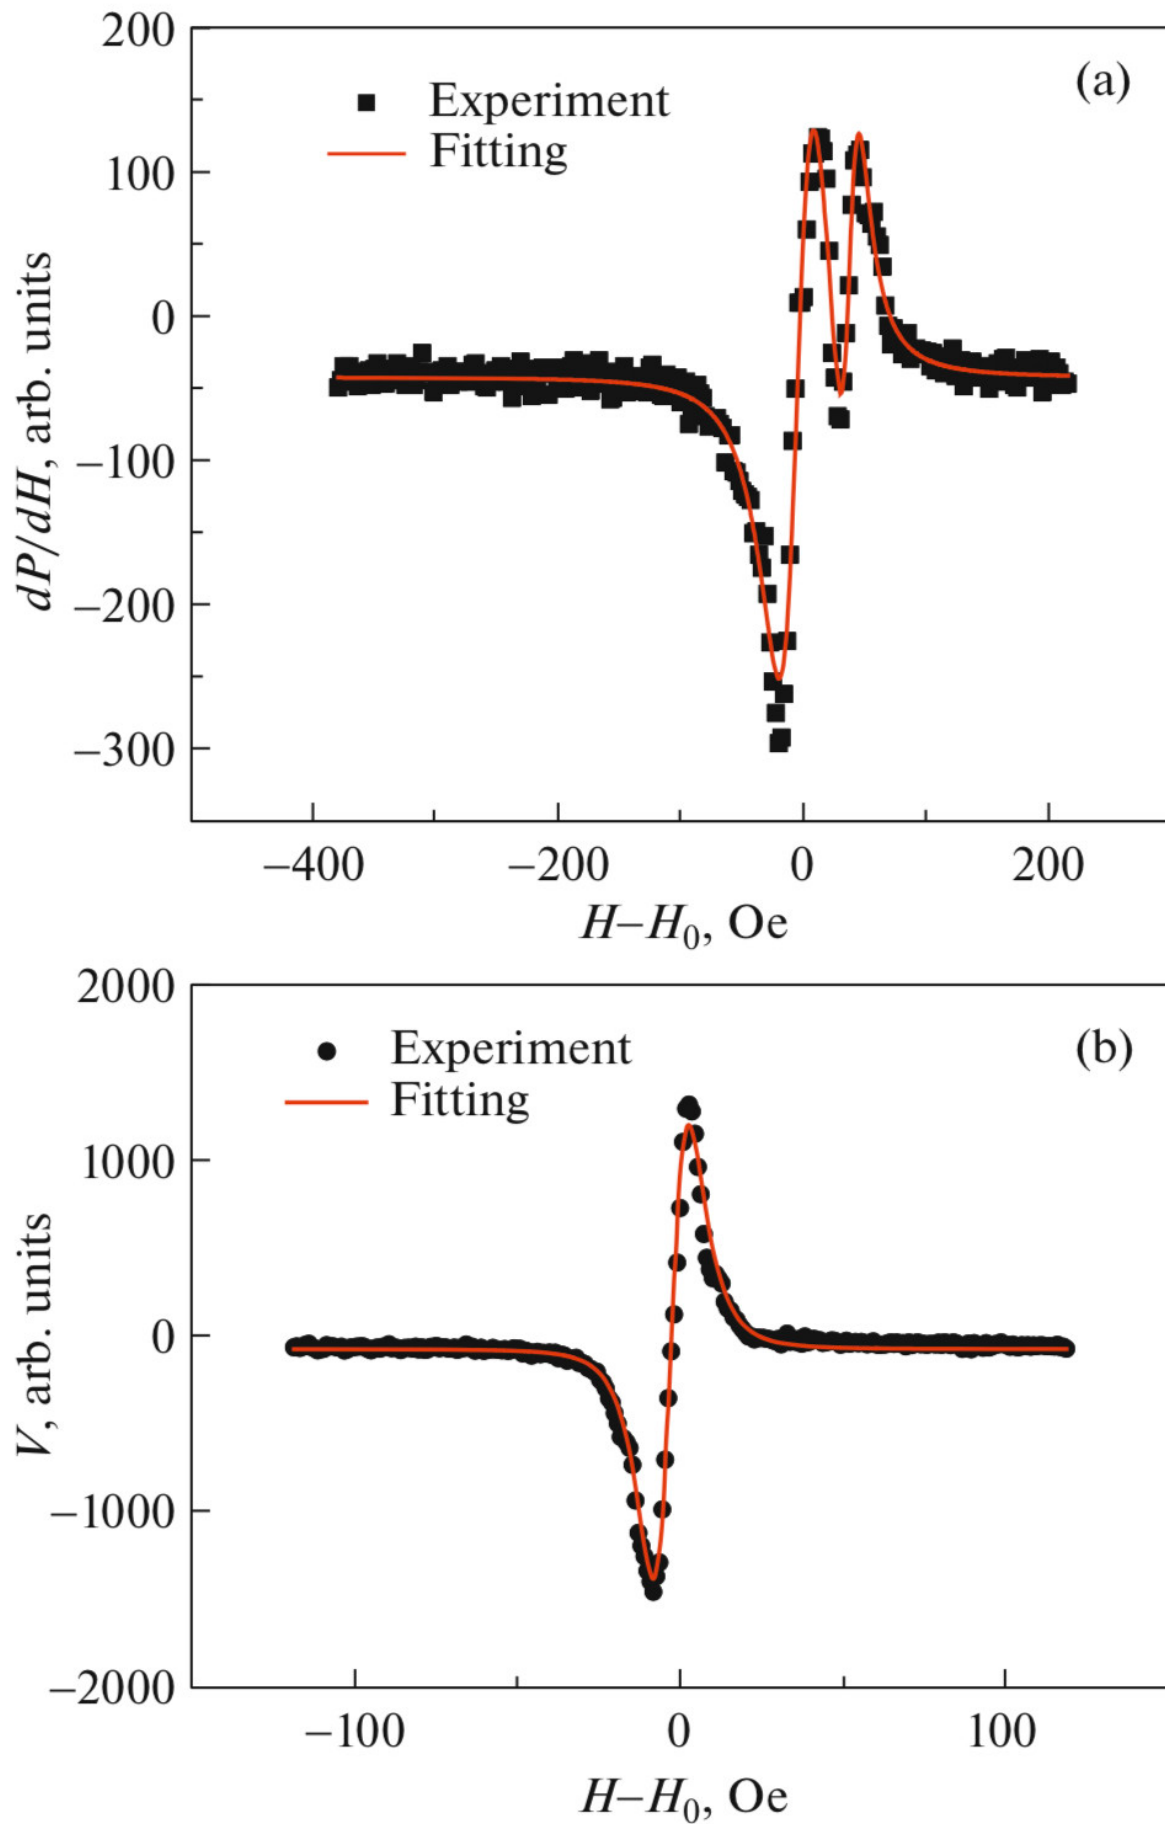 (a)
Experiment
Fitting
200
100
0
−100
−200
−300
dP/dH, arb. units
−400 −200 0 200
H–H₀, Oe
(b)
Experiment
Fitting
2000
1000
0
−1000
−2000
V, arb. units
−100 0 100
H–H₀, Oe